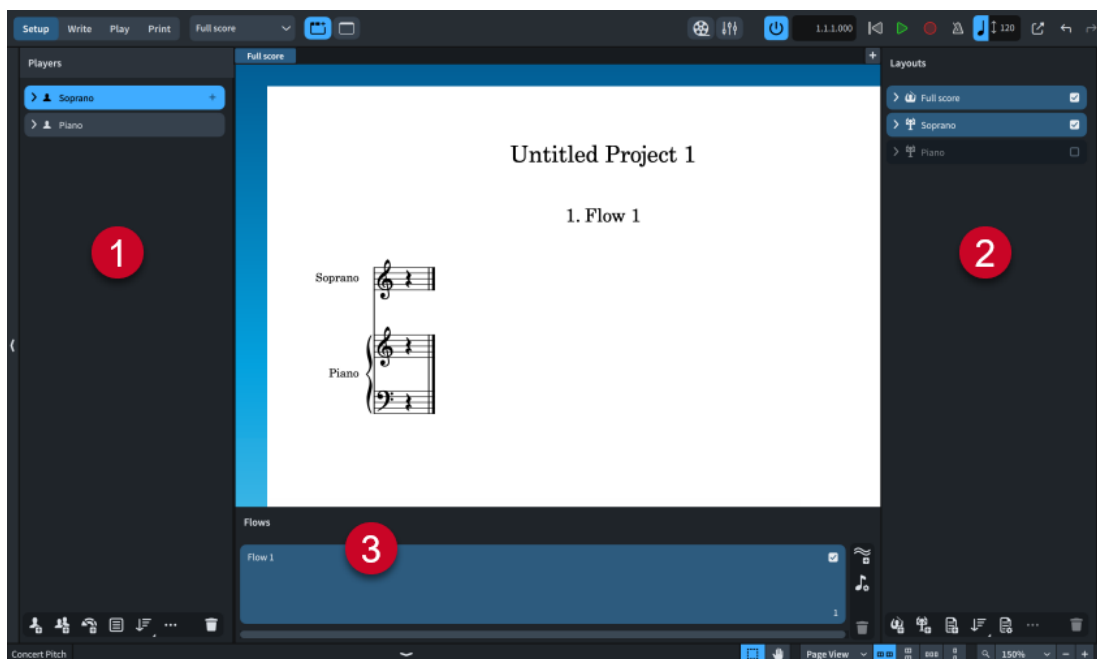 Setup Write Play Print Full score 1.1.1.000 120
Players
Soprano
Piano
1
Full score
Untitled Project 1
1. Flow 1
Soprano
Piano
Flows
Flow 1
3
1
Layouts
Full score
Soprano
Piano
2
Concert Pitch Page View 150%